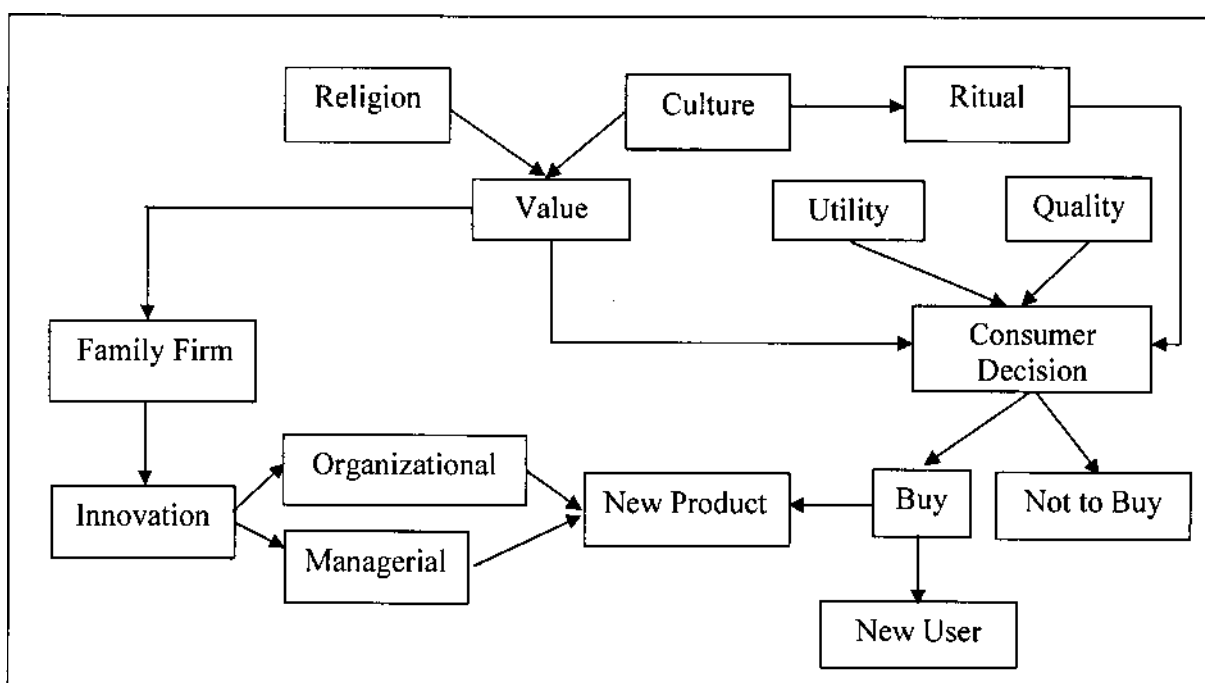 Religion
Culture
Ritual
Value
Utility
Quality
Family Firm
Consumer
Decision
Organizational
Innovation
New Product
Buy
Not to Buy
Managerial
New User